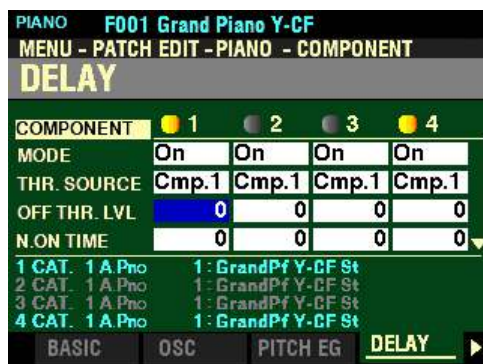 PIANO F001 Grand Piano Y-CF
MENU - PATCH EDIT - PIANO - COMPONENT
DELAY
COMPONENT 1 2 3 4
MODE On On On On
THR. SOURCE Cmp.1 Cmp.1 Cmp.1 Cmp.1
OFF THR. LVL 0 0 0 0
N.ON TIME 0 0 0 0
1 CAT. 1 A.Pno 1: GrandPf Y-CF St
2 CAT. 1 A.Pno 1: GrandPf Y-CF St
3 CAT. 1 A.Pno 1: GrandPf Y-CF St
4 CAT. 1 A.Pno 1: GrandPf Y-CF St
BASIC OSC PITCH EG DELAY